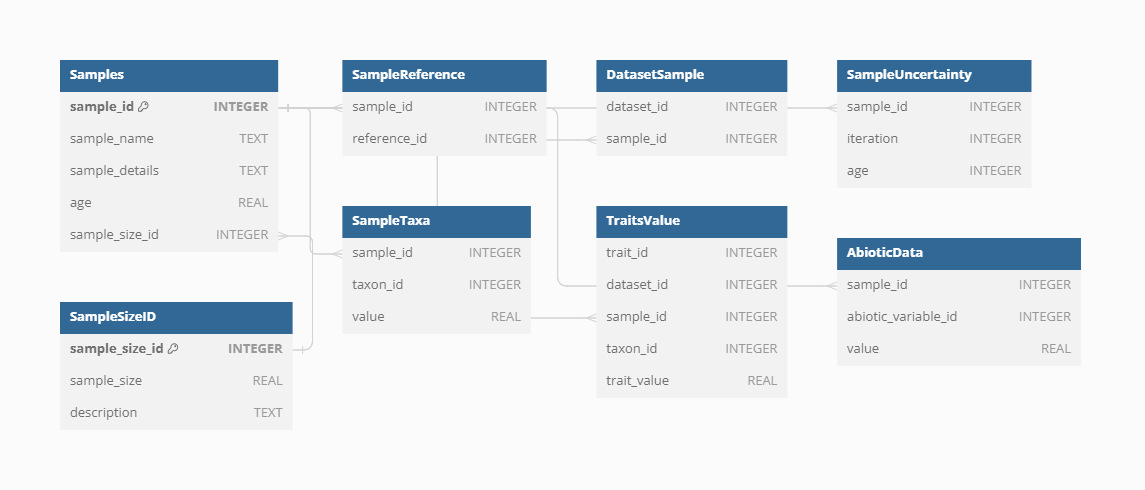 Samples
sample_id INTEGER
sample_name TEXT
sample_details TEXT
age REAL
sample_size_id INTEGER
SampleSizeID
sample_size_id INTEGER
sample_size REAL
description TEXT
SampleReference
sample_id INTEGER
reference_id INTEGER
SampleTaxa
sample_id INTEGER
taxon_id INTEGER
value REAL
DatasetSample
dataset_id INTEGER
sample_id INTEGER
TraitsValue
trait_id INTEGER
dataset_id INTEGER
sample_id INTEGER
taxon_id INTEGER
trait_value REAL
SampleUncertainty
sample_id INTEGER
iteration INTEGER
age INTEGER
AbioticData
sample_id INTEGER
abiotic_variable_id INTEGER
value REAL